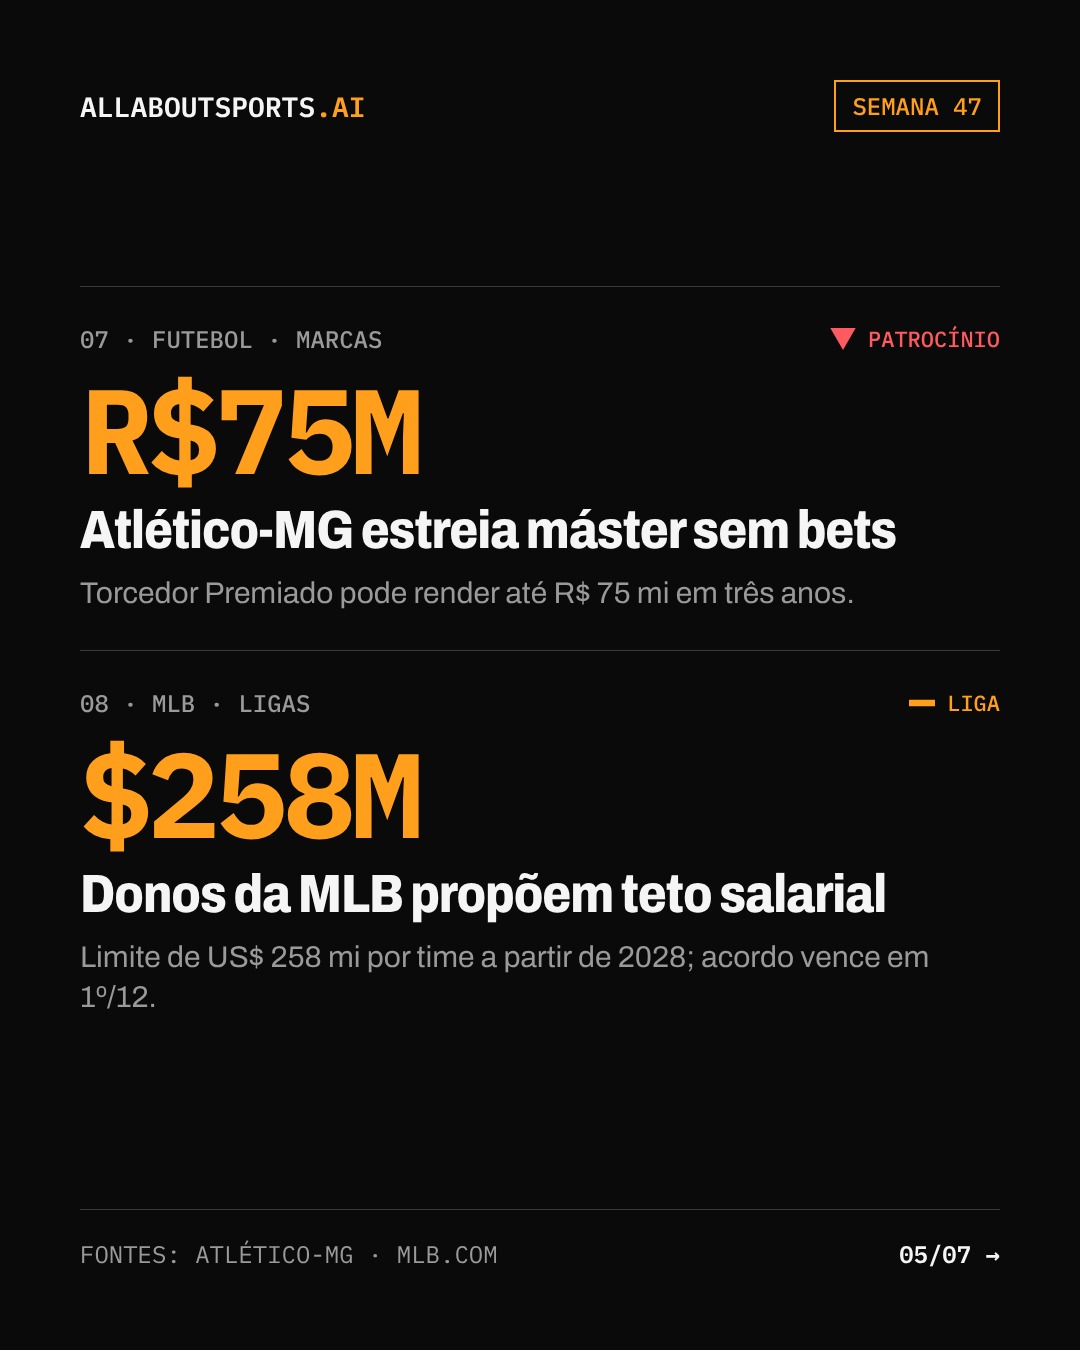 ALLABOUTSPORTS.AI
SEMANA 47
07 · FUTEBOL · MARCAS
▼ PATROCÍNIO
R$75M
Atlético-MG estreia máster sem bets
Torcedor Premiado pode render até R$ 75 mi em três anos.
08 · MLB · LIGAS
LIGA
$258M
Donos da MLB propõem teto salarial
Limite de US$ 258 mi por time a partir de 2028; acordo vence em
1º/12.
FONTES: ATLÉTICO-MG · MLB.COM
05/07 →